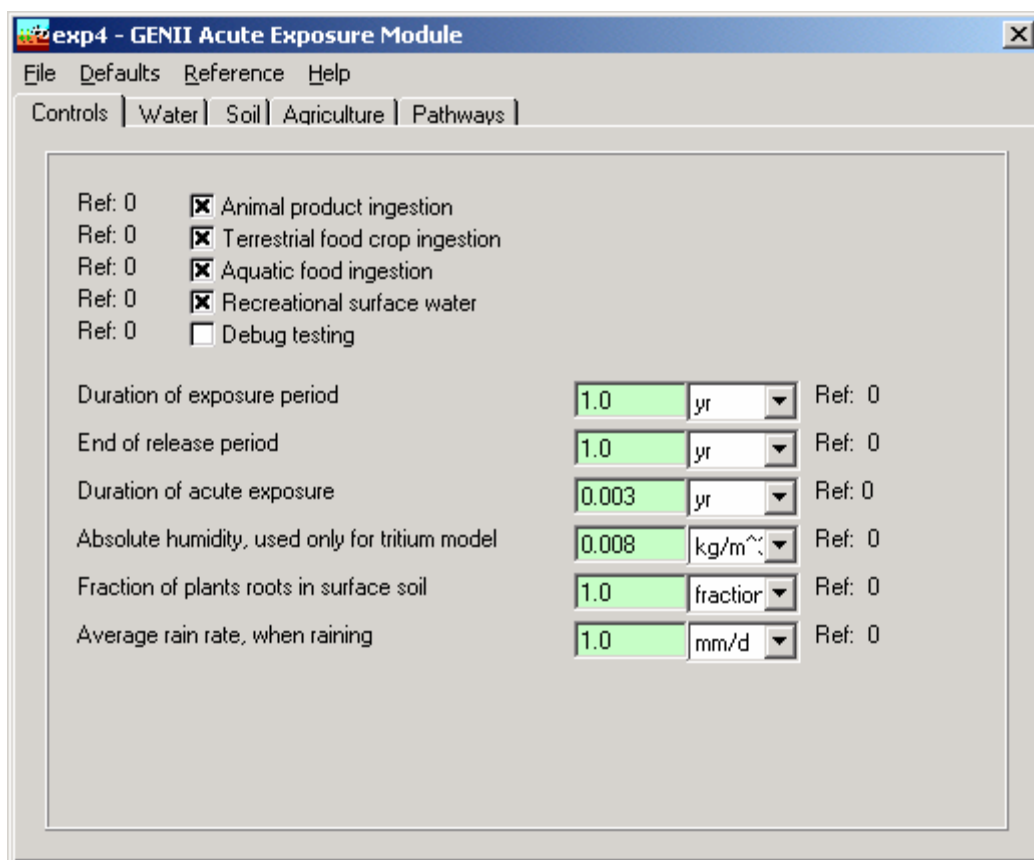 exp4 - GENII Acute Exposure Module
File Defaults Reference Help
Controls Water Soil Agriculture Pathways
Ref: 0 Animal product ingestion
Ref: 0 Terrestrial food crop ingestion
Ref: 0 Aquatic food ingestion
Ref: 0 Recreational surface water
Ref: 0 Debug testing
Duration of exposure period 1.0 yr Ref: 0
End of release period 1.0 yr Ref: 0
Duration of acute exposure 0.003 yr Ref: 0
Absolute humidity, used only for tritium model 0.008 kg/m^ Ref: 0
Fraction of plants roots in surface soil 1.0 fraction Ref: 0
Average rain rate, when raining 1.0 mm/d Ref: 0